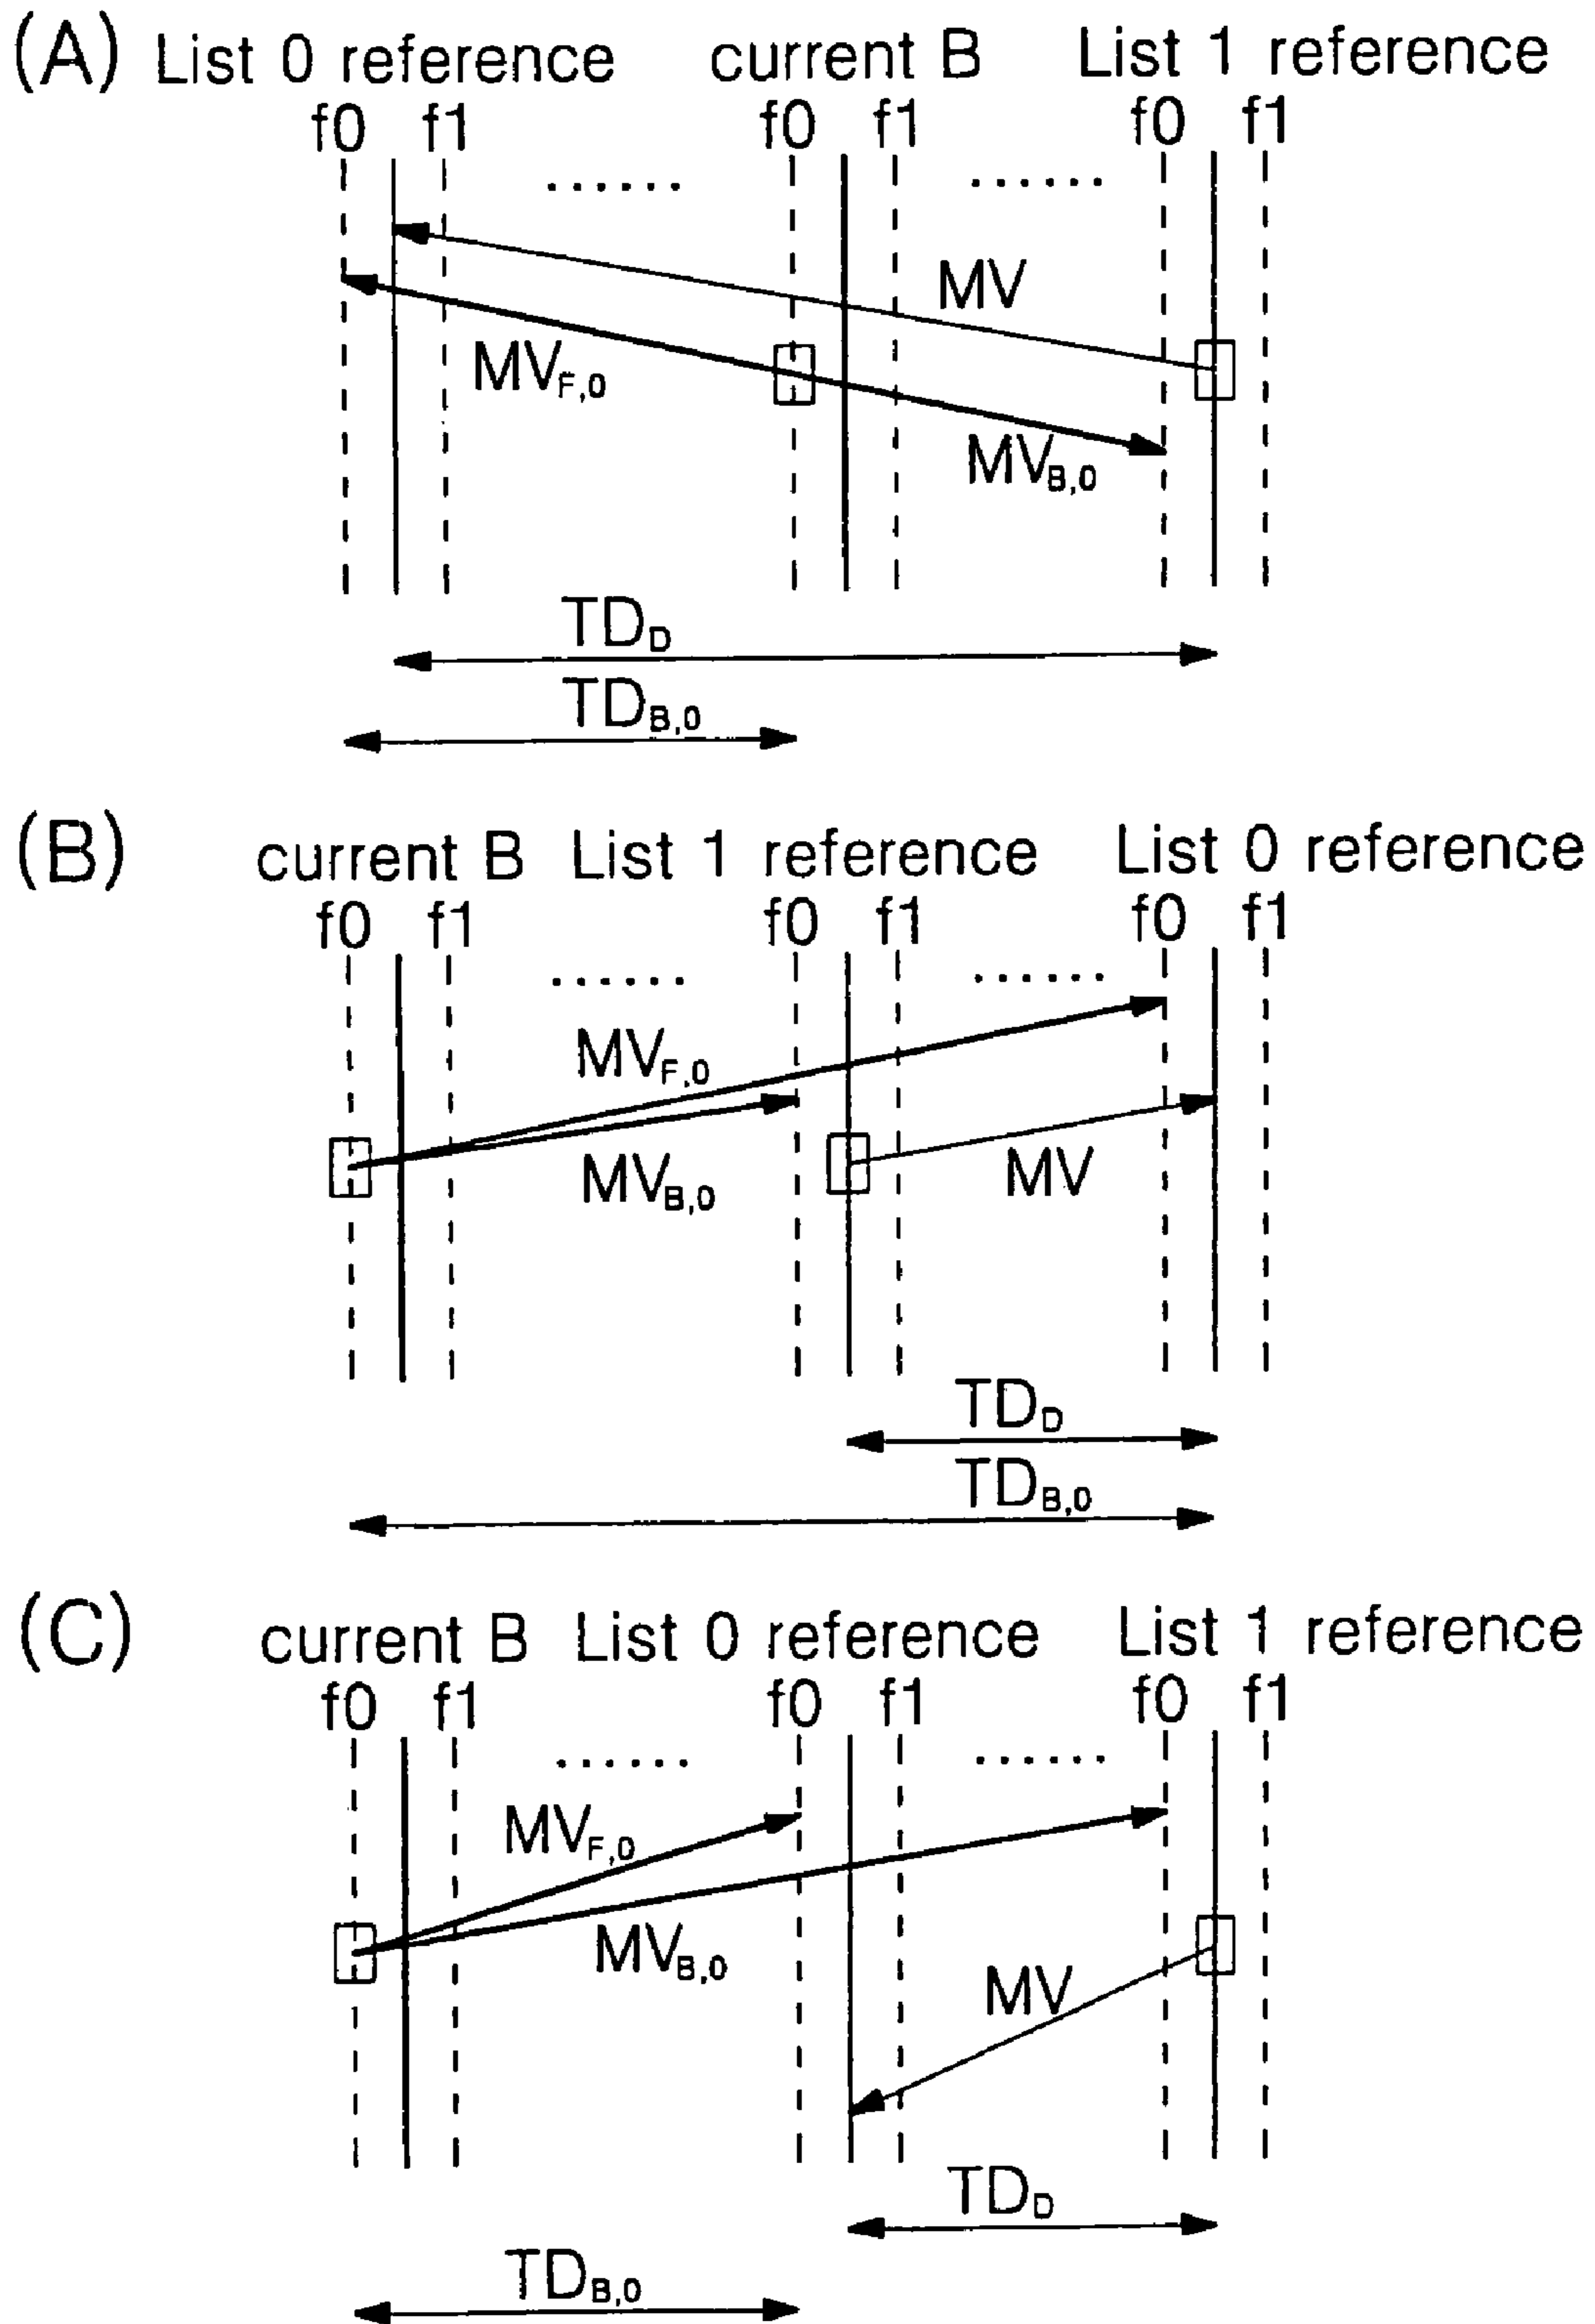 (A) List 0 reference current B List 1 reference
f0 f1 f0 f1 f0 f1
...... ......
MV
MVF,0
MVB,0
TDD
TDB,0
(B) current B List 1 reference List 0 reference
f0 f1 f0 f1 f0 f1
...... ......
MVF,0
MVB,0 MV
TDD
TDB,0
(C) current B List 0 reference List 1 reference
f0 f1 f0 f1 f0 f1
...... ......
MVF,0
MVB,0 MV
TDD
TDB,0